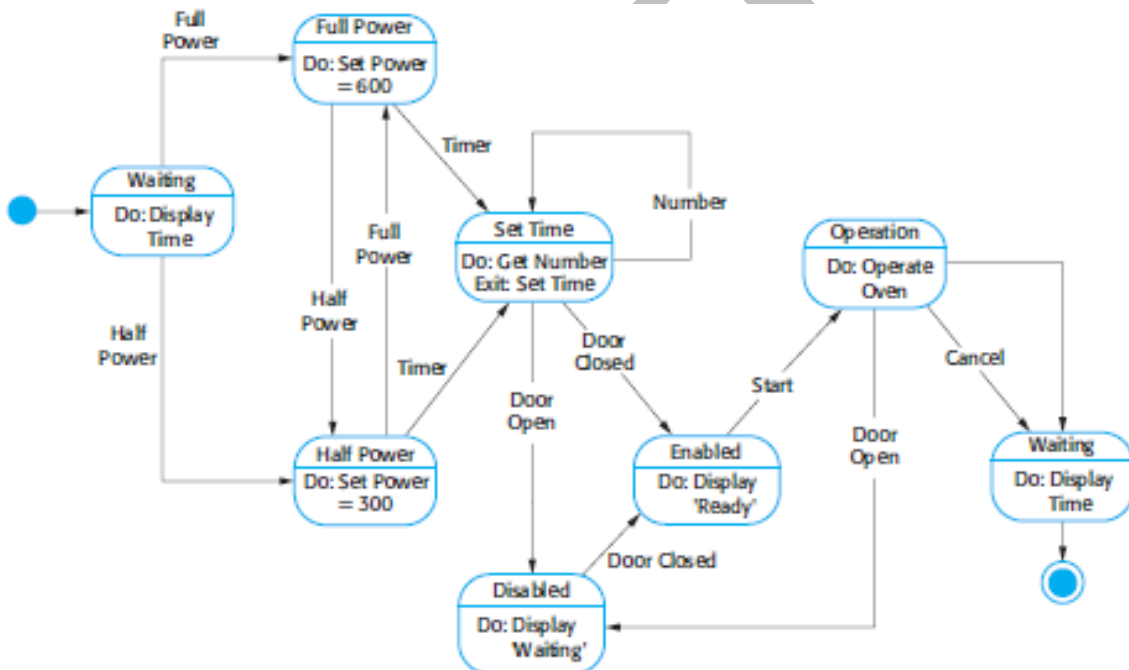 Full
Power
Full Power
Do: Set Power
= 600
Timer
Waiting
Do: Display
Time
Number
Full
Power
Set Time
Do: Get Number
Exit: Set Time
Operation
Do: Operate
Oven
Half
Power
Half
Power
Timer
Door
Closed
Cancel
Start
Door
Open
Door
Open
Half Power
Do: Set Power
= 300
Enabled
Do: Display
'Ready'
Waiting
Do: Display
Time
Door Closed
Disabled
Do: Display
'Waiting'